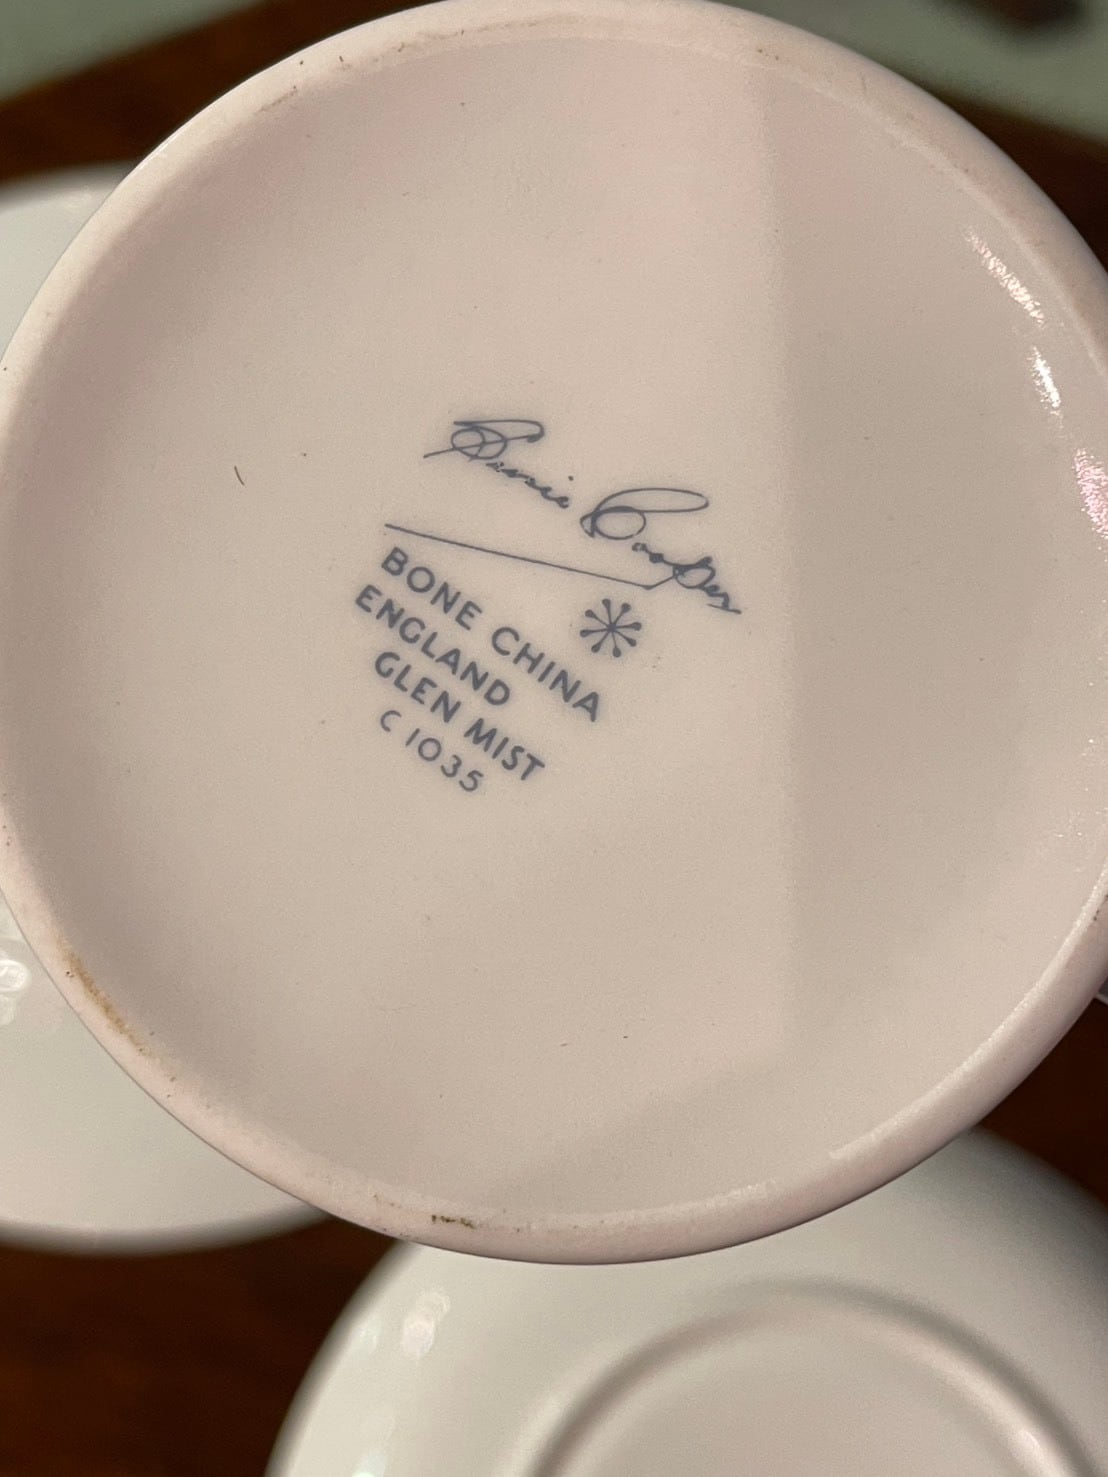 Susie Cooper
BONE CHINA
ENGLAND
GLEN MIST
C 1035